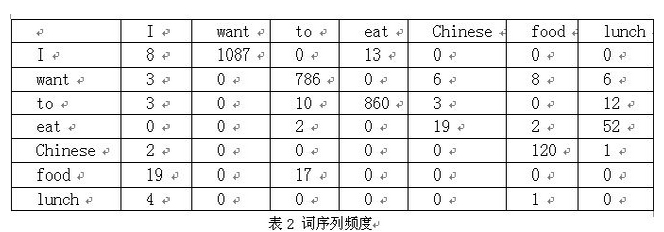 I want to eat Chinese food lunch
I 8 1087 0 13 0 0 0
want 3 0 786 0 6 8 6
to 3 0 10 860 3 0 12
eat 0 0 2 0 19 2 52
Chinese 2 0 0 0 0 120 1
food 19 0 17 0 0 0 0
lunch 4 0 0 0 0 1 0
表 2 词序列频度